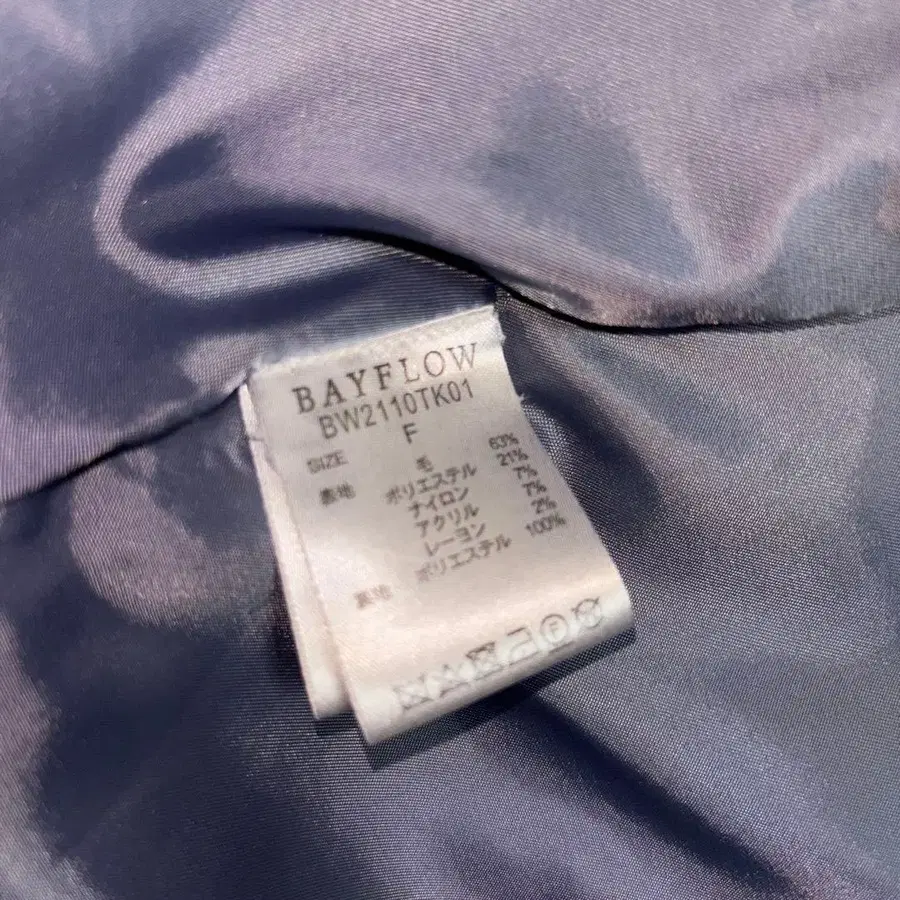 BAYFLOW
BW2110TK01
SIZE F
表地 毛 63%
ポリエステル 21%
ナイロン 7%
アクリル 7%
レーヨン 2%
裏地 ポリエステル 100%